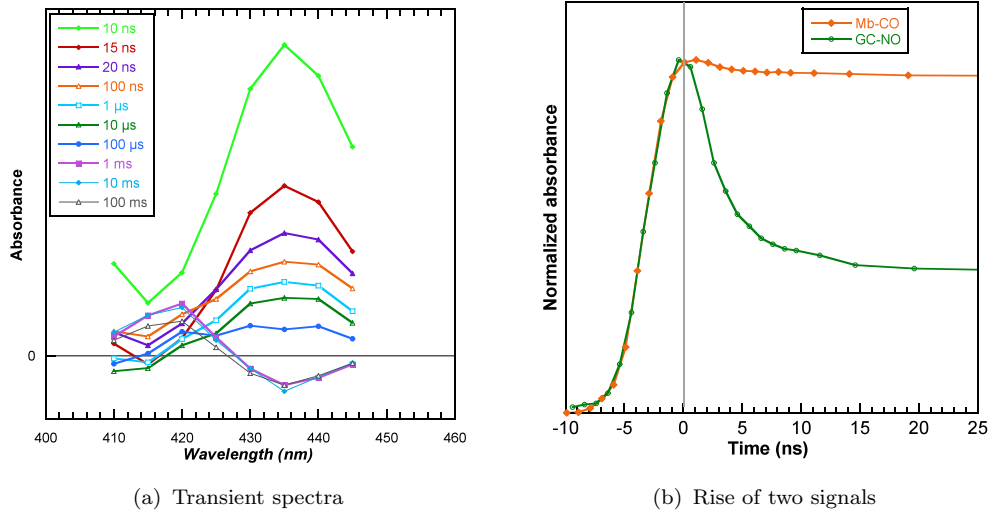 10 ns
15 ns
20 ns
100 ns
1 µs
10 µs
100 µs
1 ms
10 ms
100 ms
Absorbance
0
400 410 420 430 440 450 460
Wavelength (nm)
(a) Transient spectra
Mb-CO
GC-NO
Normalized absorbance
-10 -5 0 5 10 15 20 25
Time (ns)
(b) Rise of two signals